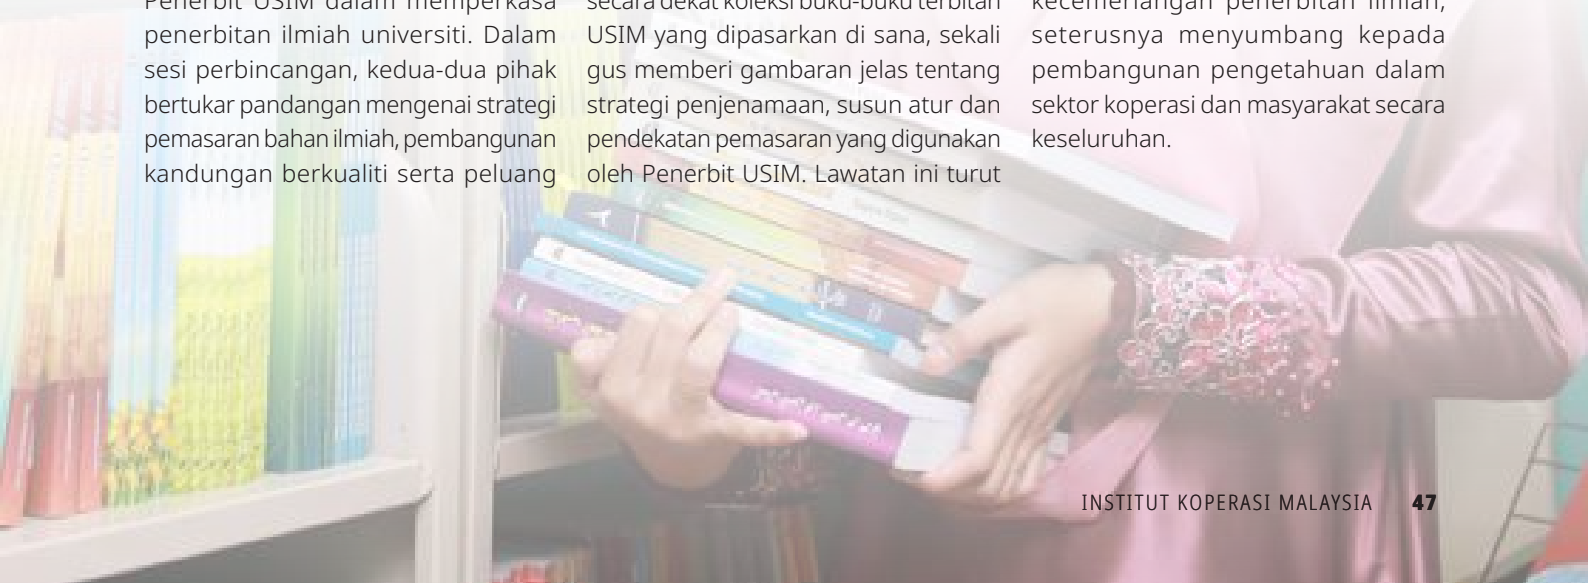 Penerbit USIM dalam memperkasa
penerbitan ilmiah universiti. Dalam
sesi perbincangan, kedua-dua pihak
bertukar pandangan mengenai strategi
pemasaran bahan ilmiah, pembangunan
kandungan berkualiti serta peluang
secara dekat koleksi buku-buku terbitan
USIM yang dipasarkan di sana, sekali
gus memberi gambaran jelas tentang
strategi penjenamaan, susun atur dan
pendekatan pemasaran yang digunakan
oleh Penerbit USIM. Lawatan ini turut
kecemerlangan penerbitan ilmiah,
seterusnya menyumbang kepada
pembangunan pengetahuan dalam
sektor koperasi dan masyarakat secara
keseluruhan.
INSTITUT KOPERASI MALAYSIA 47